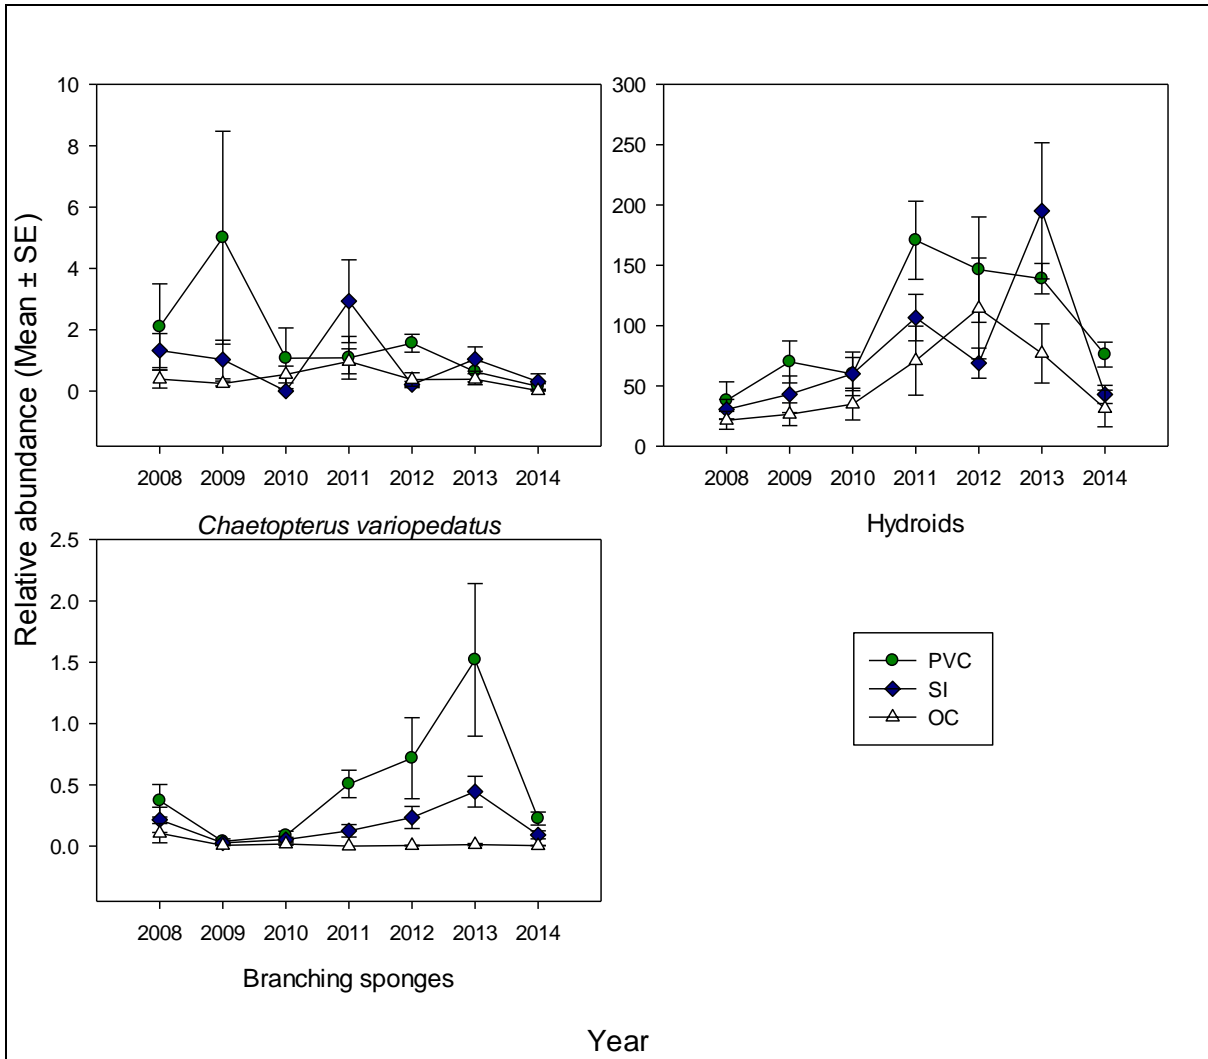 Relative abundance (Mean ± SE)
10
8
6
4
2
0
2008 2009 2010 2011 2012 2013 2014
Chaetopterus variopedatus
300
250
200
150
100
50
0
2008 2009 2010 2011 2012 2013 2014
Hydroids
2.5
2.0
1.5
1.0
0.5
0.0
2008 2009 2010 2011 2012 2013 2014
Branching sponges
PVC
SI
OC
Year